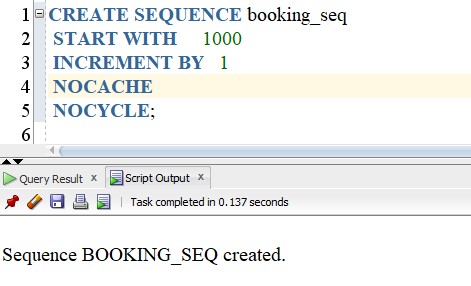 1 CREATE SEQUENCE booking_seq
2 START WITH 1000
3 INCREMENT BY 1
4 NOCACHE
5 NOCYCLE;
6
Query Result x Script Output x
Task completed in 0.137 seconds
Sequence BOOKING_SEQ created.